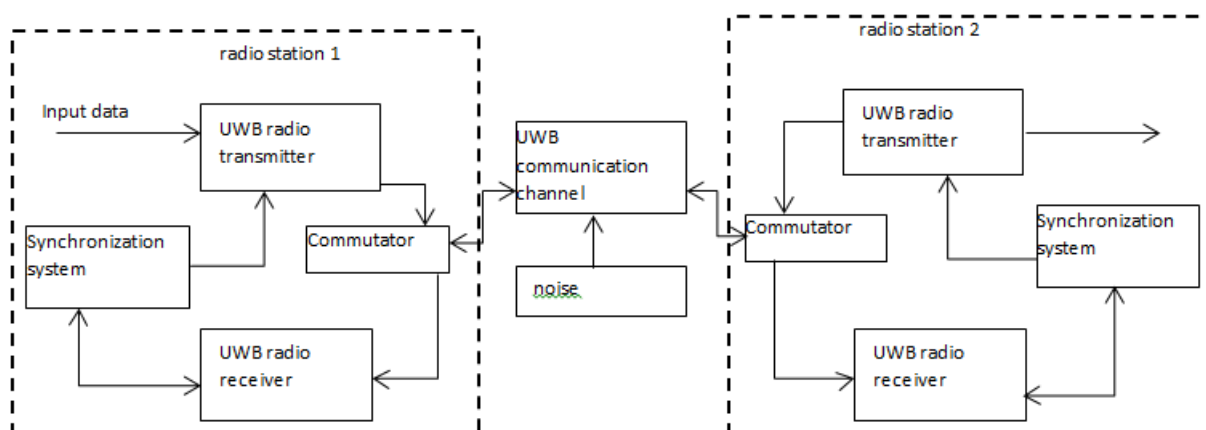 radio station 1
Input data
UWB radio
transmitter
Synchronization
system
Commutator
UWB radio
receiver
UWB
communication
channel
noise
radio station 2
UWB radio
transmitter
Commutator
Synchronization
system
UWB radio
receiver